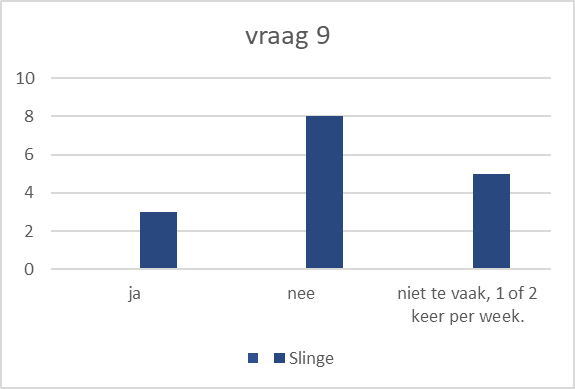 vraag 9
10
8
6
4
2
0
ja
nee
niet te vaak, 1 of 2
keer per week.
Slinge